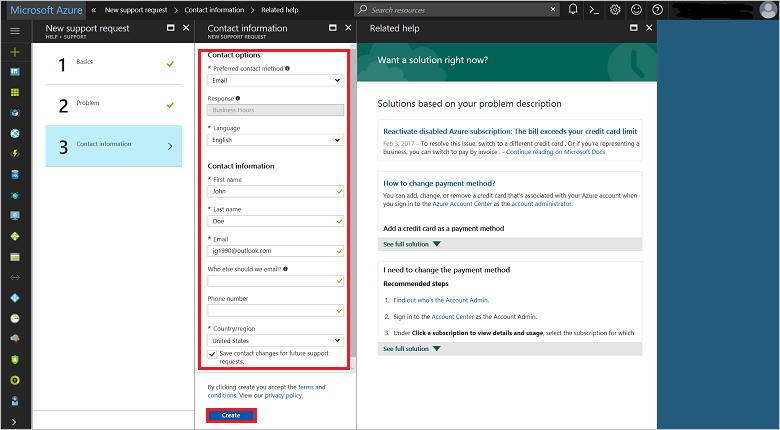 Microsoft Azure « New support request > Contact information > Related help Search resources
New support request
HELP + SUPPORT
1 Basics
2 Problem
3 Contact information
Contact information
NEW SUPPORT REQUEST
Contact options
* Preferred contact method
Email
Response
Business Hours
* Language
English
Contact information
* First name
John
* Last name
Doe
* Email
jg1990@outlook.com
Who else should we email?
Phone number
* Country/region
United States
Save contact changes for future support
requests.
By clicking create you accept the terms and
conditions. View our privacy policy.
Create
Related help
Want a solution right now?
Solutions based on your problem description
Reactivate disabled Azure subscription: The bill exceeds your credit card limit
Feb 3, 2017 – To resolve this issue, switch to a different credit card . Or if you're representing a
business, you can switch to pay by invoice . - Continue reading on Microsoft Docs
How to change payment method?
You can add, change, or remove a credit card that's associated with your Azure account when
you sign in to the Azure Account Center as the account administrator.
Add a credit card as a payment method
See full solution
I need to change the payment method
Recommended steps
1. Find out who's the Account Admin.
2. Sign in to the Account Center as the Account Admin.
3. Under Click a subscription to view details and usage, select the subscription for which
See full solution